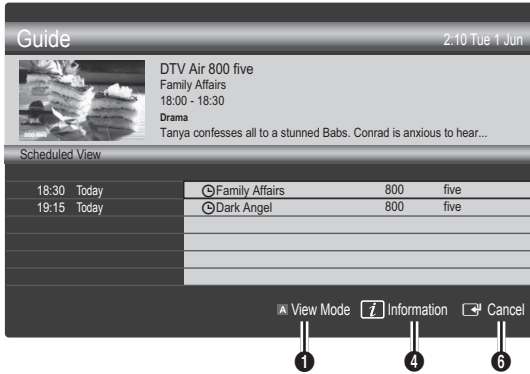 Guide 2:10 Tue 1 Jun
DTV Air 800 five
Family Affairs
18:00 - 18:30
Drama
Tanya confesses all to a stunned Babs. Conrad is anxious to hear...
800 five
Scheduled View
18:30 Today Family Affairs 800 five
19:15 Today Dark Angel 800 five
A View Mode i Information Cancel
1 4 6